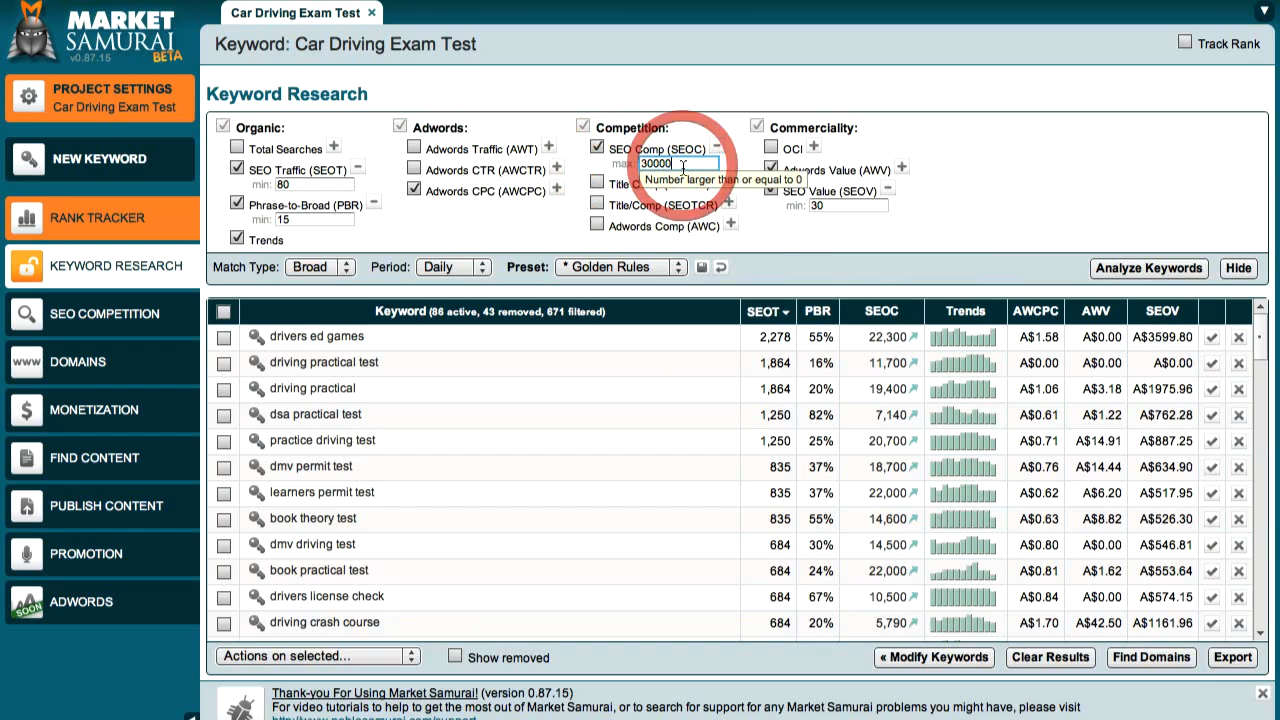 MARKET
SAMURAI
v0.87.15 BETA
Car Driving Exam Test
Keyword: Car Driving Exam Test
Track Rank
PROJECT SETTINGS
Car Driving Exam Test
NEW KEYWORD
RANK TRACKER
KEYWORD RESEARCH
SEO COMPETITION
WWW DOMAINS
$ MONETIZATION
FIND CONTENT
PUBLISH CONTENT
PROMOTION
SOON ADWORDS
Keyword Research
Organic: Adwords: Competition: Commerciality:
Total Searches + Adwords Traffic (AWT) + SEO Comp (SEOC) − OCI +
SEO Traffic (SEOT) − Adwords CTR (AWCTR) + max 30000 Adwords Value (AWV) +
min: 80 Adwords CPC (AWCPC) + Title SEO Value (SEOV) −
Number larger than or equal to 0
Phrase-to-Broad (PBR) − Title/Comp (SEOTCR) + min: 30
min: 15 Adwords Comp (AWC) +
Trends
Match Type: Broad Period: Daily Preset: * Golden Rules Analyze Keywords Hide
Keyword (86 active, 43 removed, 671 filtered) SEOT PBR SEOC Trends AWCPC AWV SEOV
drivers ed games 2,278 55% 22,300 A$1.58 A$0.00 A$3599.80
driving practical test 1,864 16% 11,700 A$0.00 A$0.00 A$0.00
driving practical 1,864 20% 19,400 A$1.06 A$3.18 A$1975.96
dsa practical test 1,250 82% 7,140 A$0.61 A$1.22 A$762.28
practice driving test 1,250 25% 20,700 A$0.71 A$14.91 A$887.25
dmv permit test 835 37% 18,700 A$0.76 A$14.44 A$634.90
learners permit test 835 37% 22,000 A$0.62 A$6.20 A$517.95
book theory test 835 55% 14,600 A$0.63 A$8.82 A$526.30
dmv driving test 684 30% 14,500 A$0.80 A$0.00 A$546.81
book practical test 684 24% 22,000 A$0.81 A$1.62 A$553.64
drivers license check 684 67% 10,500 A$0.84 A$0.00 A$574.15
driving crash course 684 20% 5,790 A$1.70 A$42.50 A$1161.96
Actions on selected... Show removed « Modify Keywords Clear Results Find Domains Export
Thank-you For Using Market Samurai! (version 0.87.15)
For video tutorials to help to get the most out of Market Samurai, or to search for support for any Market Samurai problems you might have, please visit